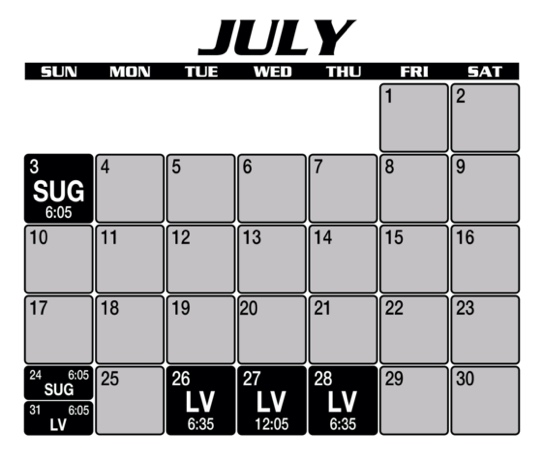 JULY
SUN MON TUE WED THU FRI SAT
1 2
3 4 5 6 7 8 9
SUG
6:05
10 11 12 13 14 15 16
17 18 19 20 21 22 23
24 6:05 25 26 27 28 29 30
SUG LV LV LV
31 6:05 6:35 12:05 6:35
LV